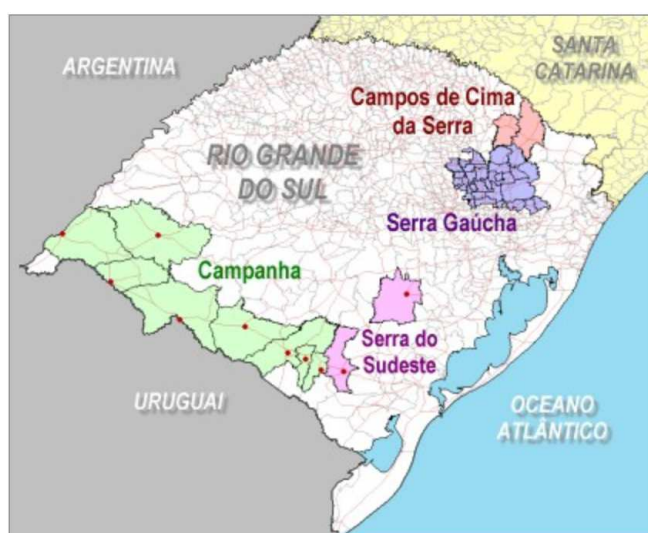 ARGENTINA
SANTA
CATARINA
Campos de Cima
da Serra
RIO GRANDE
DO SUL
Serra Gaúcha
Campanha
Serra do
Sudeste
URUGUAI
OCEANO
ATLÂNTICO